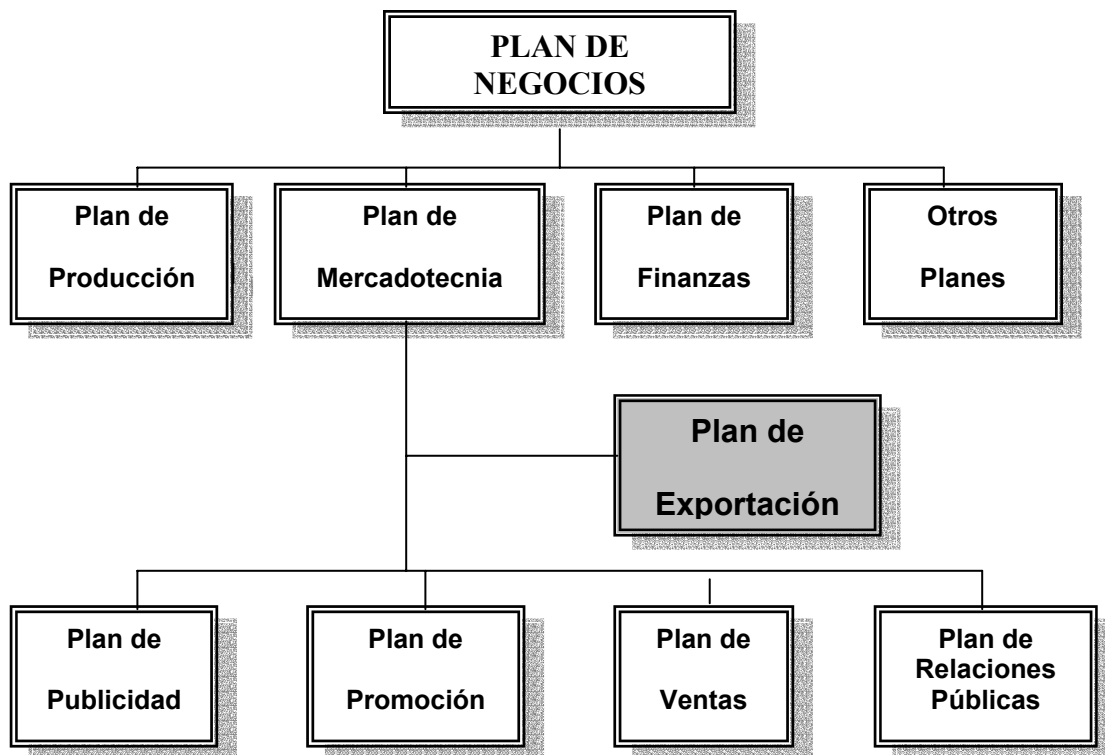 PLAN DE
NEGOCIOS
Plan de
Producción
Plan de
Mercadotecnia
Plan de
Finanzas
Otros
Planes
Plan de
Exportación
Plan de
Publicidad
Plan de
Promoción
Plan de
Ventas
Plan de
Relaciones
Públicas